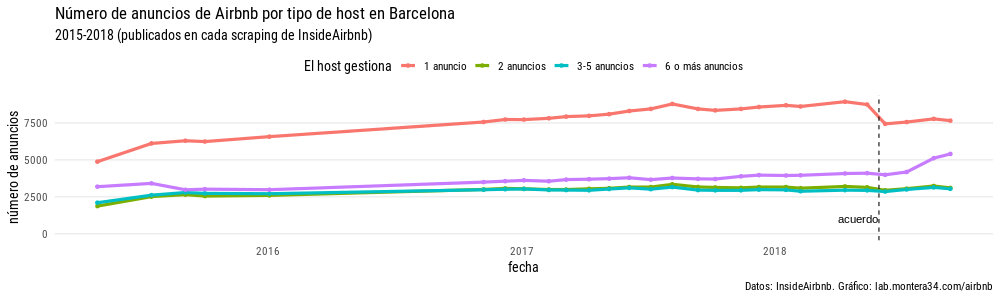 Número de anuncios de Airbnb por tipo de host en Barcelona
2015-2018 (publicados en cada scraping de InsideAirbnb)
El host gestiona 1 anuncio 2 anuncios 3-5 anuncios 6 o más anuncios
número de anuncios
7500
5000
2500
0
acuerdo
2016 2017 2018
fecha
Datos: InsideAirbnb. Gráfico: lab.montera34.com/airbnb